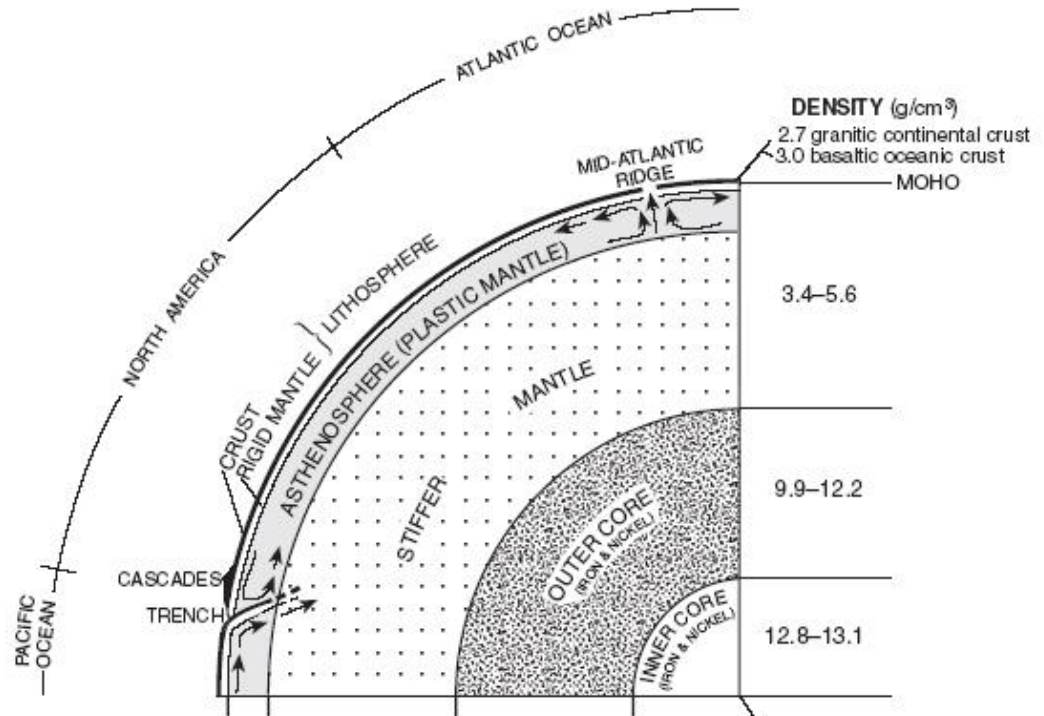 ATLANTIC OCEAN
DENSITY (g/cm³)
2.7 granitic continental crust
3.0 basaltic oceanic crust
MOHO
MID-ATLANTIC
RIDGE
NORTH AMERICA
LITHOSPHERE
CRUST
RIGID MANTLE
ASTHENOSPHERE (PLASTIC MANTLE)
3.4–5.6
STIFFER
MANTLE
9.9–12.2
OUTER CORE
(IRON & NICKEL)
CASCADES
TRENCH
PACIFIC
OCEAN
INNER CORE
(IRON & NICKEL)
12.8–13.1